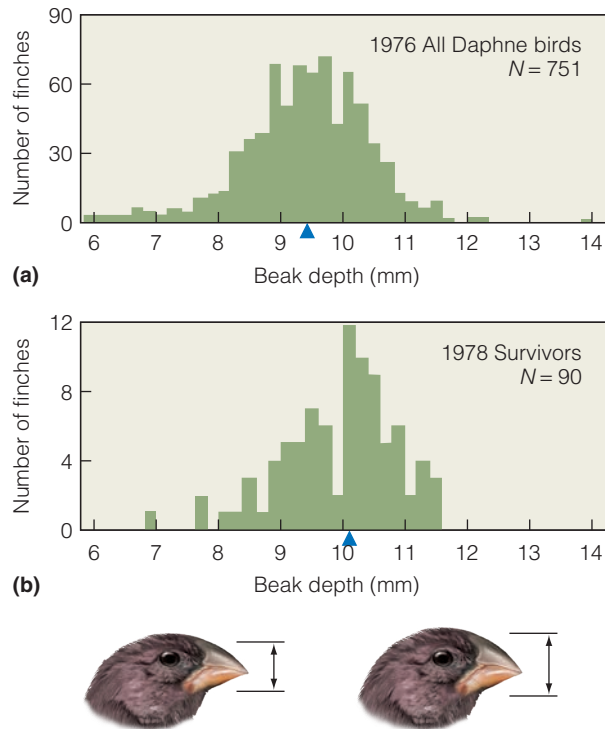 90
60
30
0
Number of finches
1976 All Daphne birds
N = 751
6 7 8 9 10 11 12 13 14
(a)
Beak depth (mm)
12
8
4
0
Number of finches
1978 Survivors
N = 90
6 7 8 9 10 11 12 13 14
(b)
Beak depth (mm)